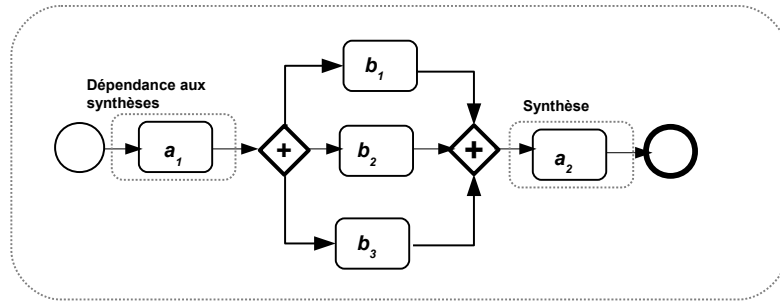 Dépendance aux
synthèses
a1
+
b1
b2
b3
+
Synthèse
a2